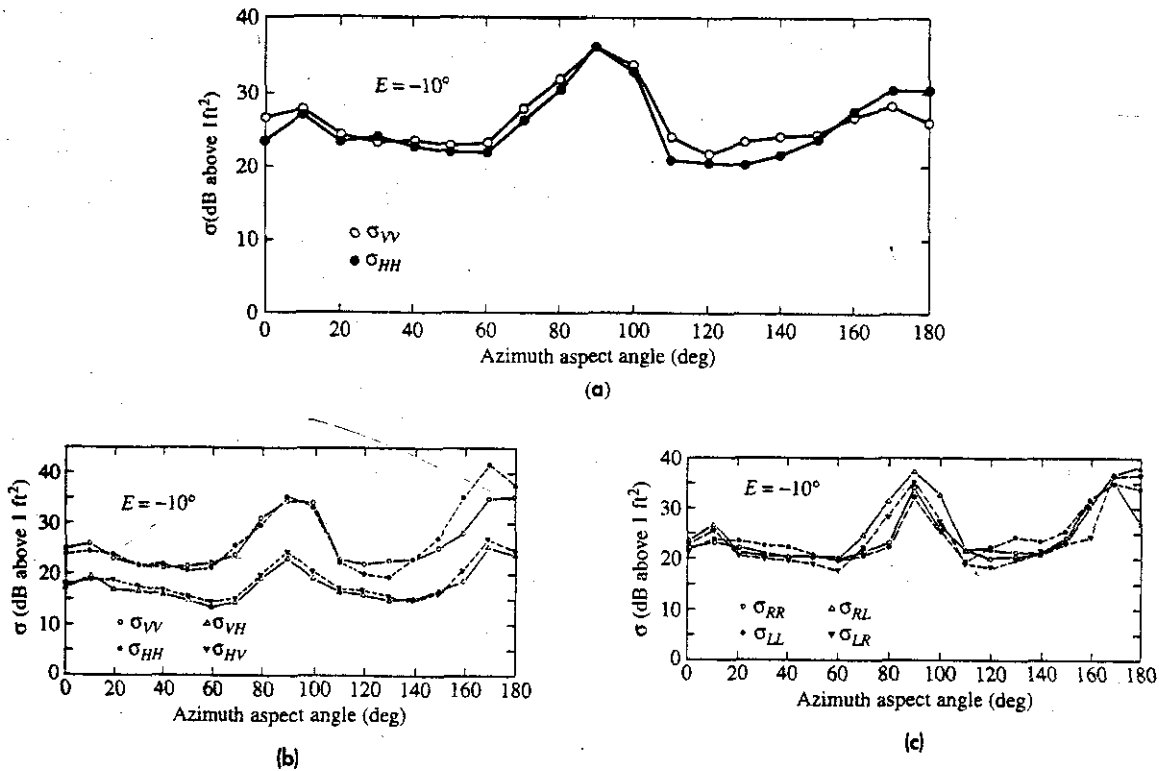 40
30
20
10
0
σ(dB above 1 ft²)
E = −10°
σVV
σHH
0 20 40 60 80 100 120 140 160 180
Azimuth aspect angle (deg)
(a)
40
30
20
10
0
σ (dB above 1 ft²)
E = −10°
σVV σVH
σHH σHV
0 20 40 60 80 100 120 140 160 180
Azimuth aspect angle (deg)
(b)
40
30
20
10
0
σ (dB above 1 ft²)
E = −10°
σRR σRL
σLL σLR
0 20 40 60 80 100 120 140 160 180
Azimuth aspect angle (deg)
(c)